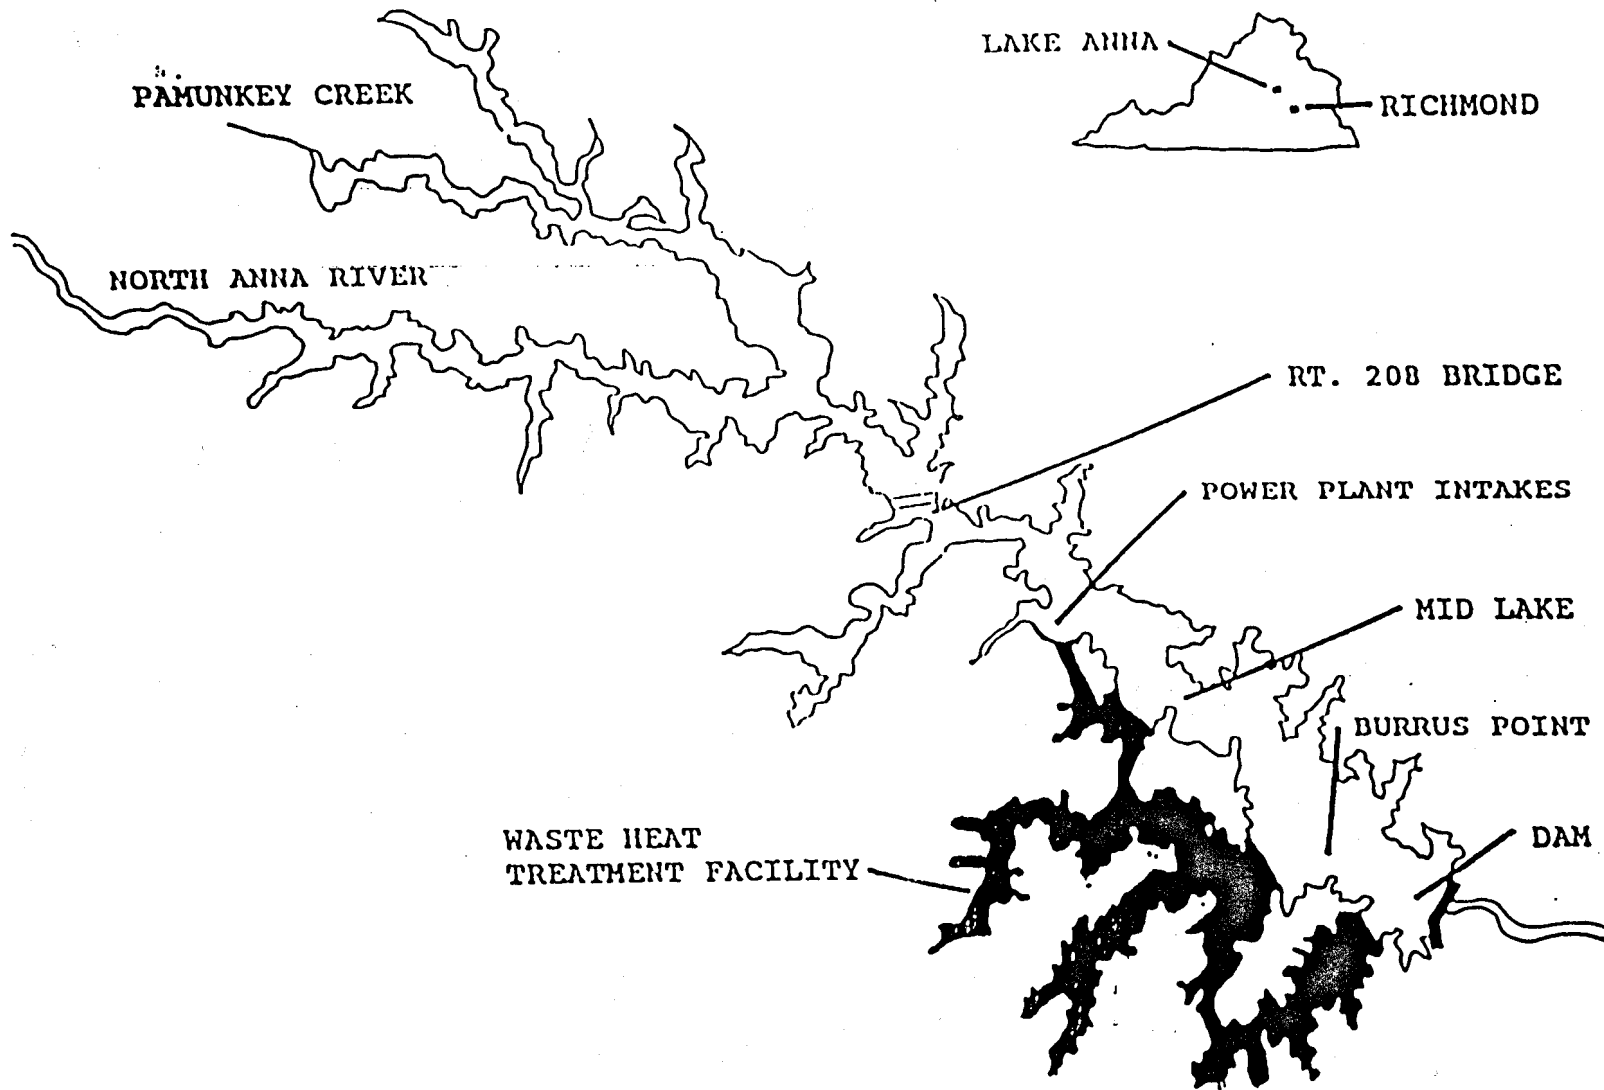 LAKE ANNA
RICHMOND
PAMUNKEY CREEK
NORTH ANNA RIVER
RT. 208 BRIDGE
POWER PLANT INTAKES
MID LAKE
BURRUS POINT
WASTE HEAT
TREATMENT FACILITY
DAM